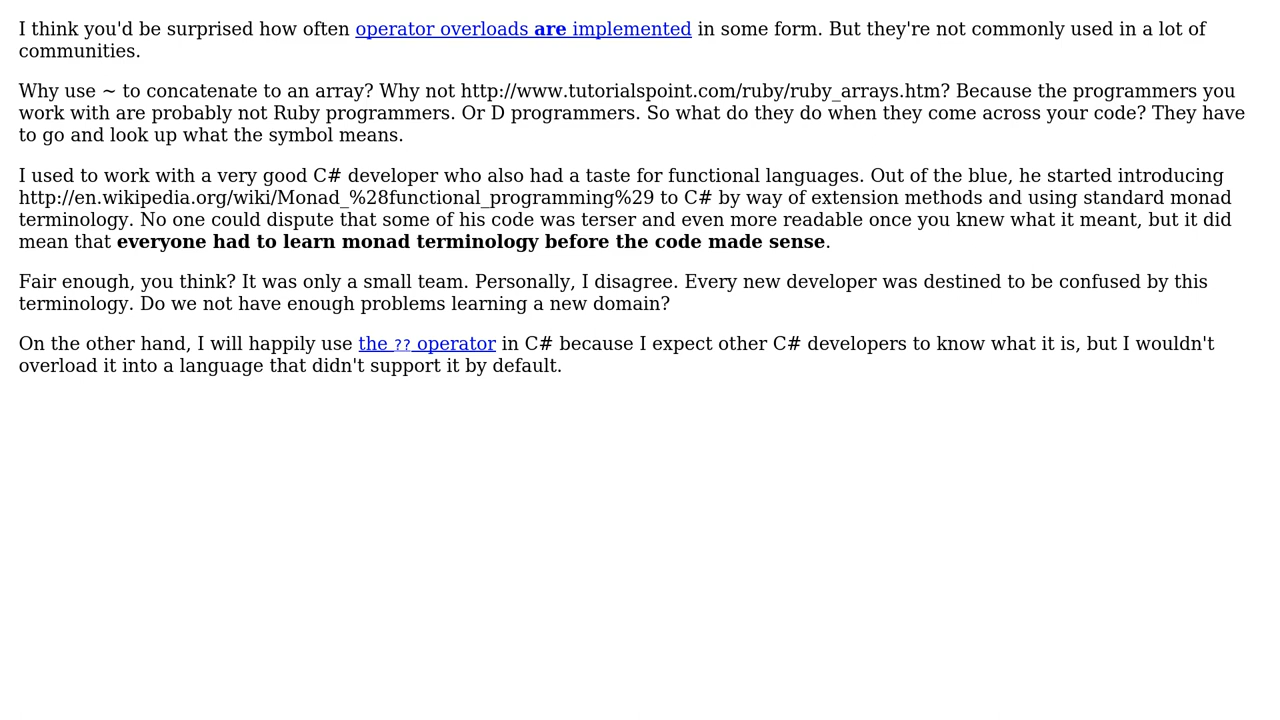 I think you'd be surprised how often operator overloads are implemented in some form. But they're not commonly used in a lot of
communities.
Why use ~ to concatenate to an array? Why not http://www.tutorialspoint.com/ruby/ruby_arrays.htm? Because the programmers you
work with are probably not Ruby programmers. Or D programmers. So what do they do when they come across your code? They have
to go and look up what the symbol means.
I used to work with a very good C# developer who also had a taste for functional languages. Out of the blue, he started introducing
http://en.wikipedia.org/wiki/Monad_%28functional_programming%29 to C# by way of extension methods and using standard monad
terminology. No one could dispute that some of his code was terser and even more readable once you knew what it meant, but it did
mean that everyone had to learn monad terminology before the code made sense.
Fair enough, you think? It was only a small team. Personally, I disagree. Every new developer was destined to be confused by this
terminology. Do we not have enough problems learning a new domain?
On the other hand, I will happily use the ?? operator in C# because I expect other C# developers to know what it is, but I wouldn't
overload it into a language that didn't support it by default.